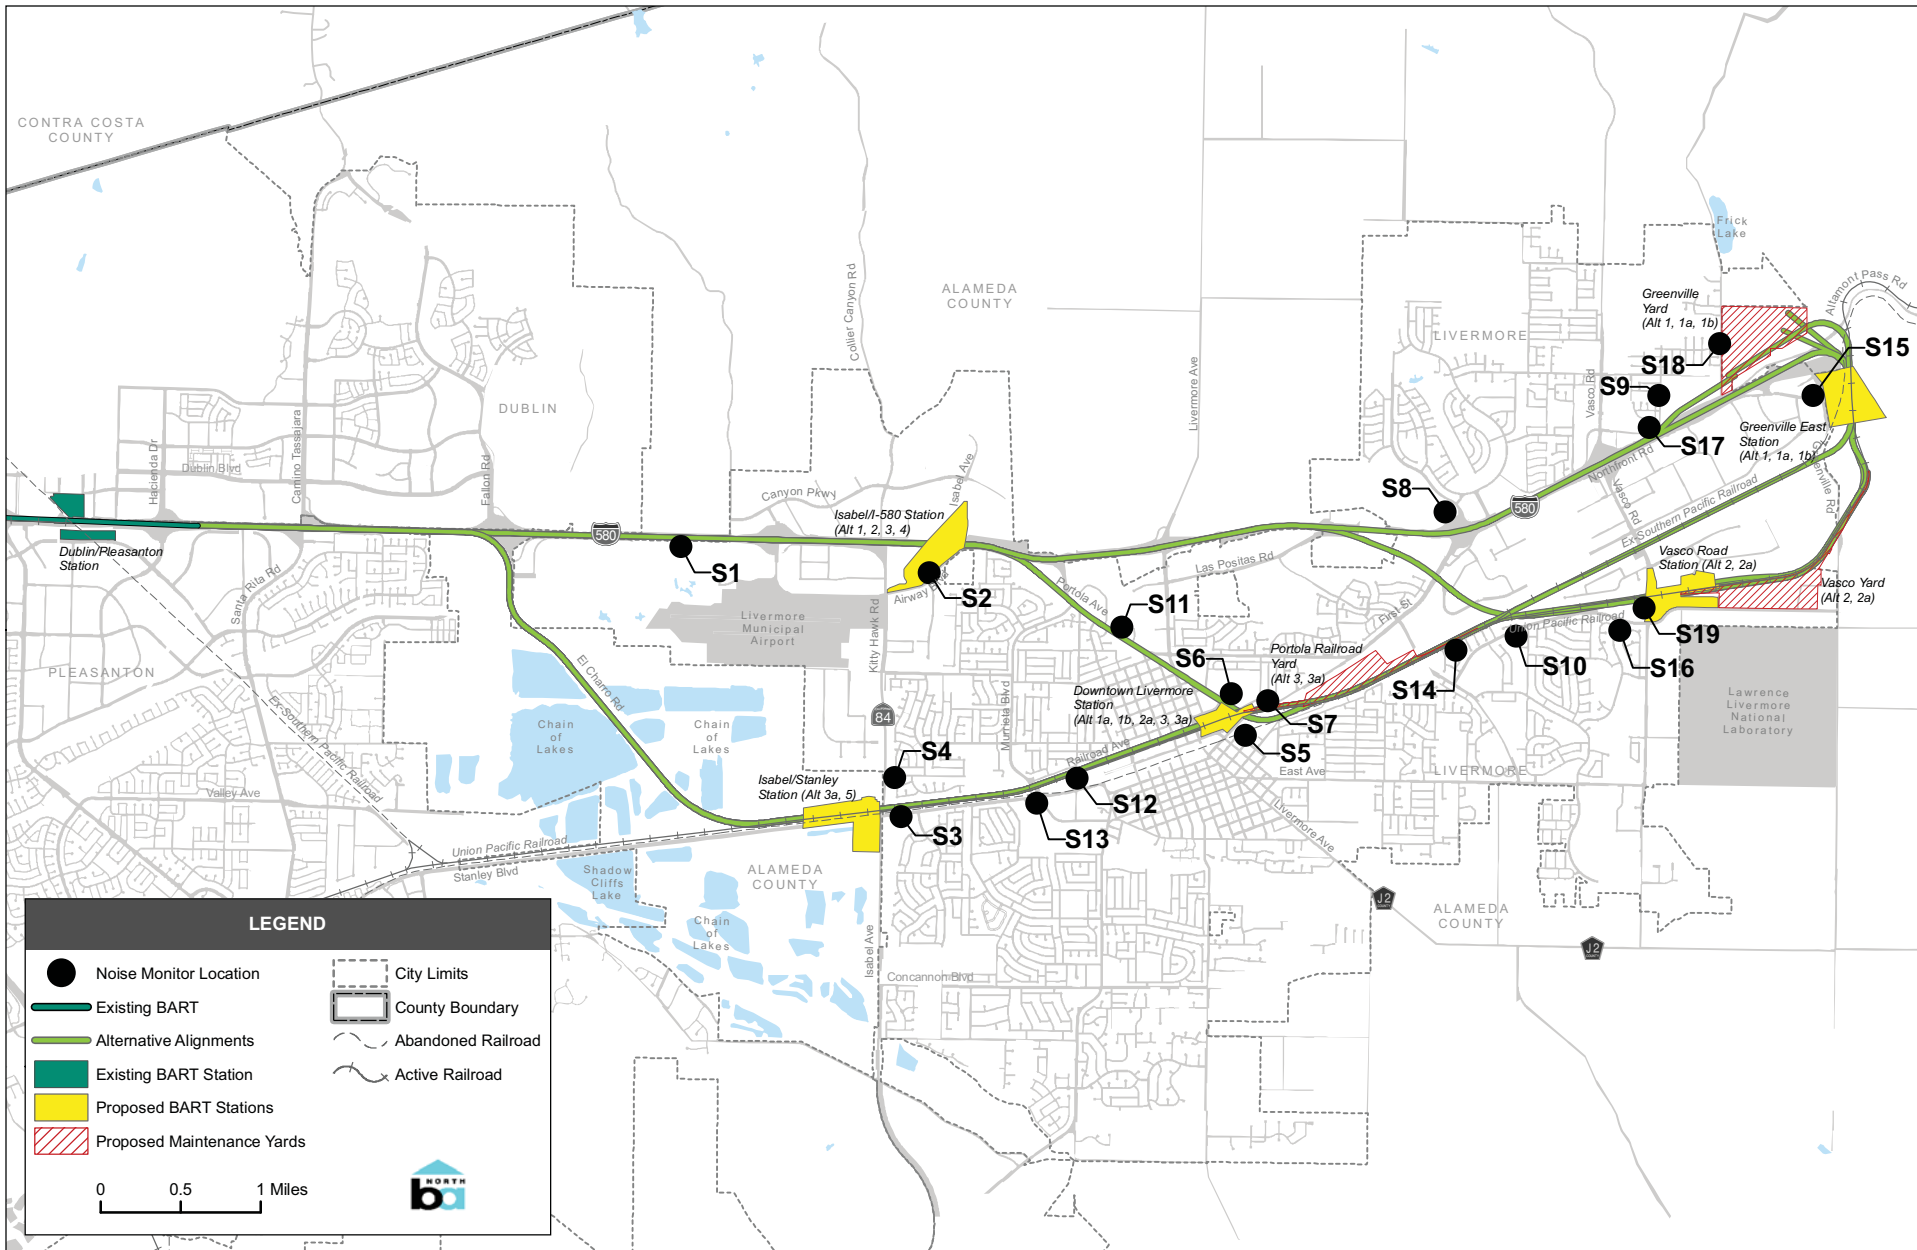 CONTRA COSTA
COUNTY
Camino Tassajara
Hacienda Dr
Dublin Blvd
DUBLIN
Fallon Rd
Collier Canyon Rd
ALAMEDA
COUNTY
Livermore Ave
LIVERMORE
Vasco Rd
Frick
Lake
Altamont Pass Rd
Greenville
Yard
(Alt 1, 1a, 1b)
S18
S15
S9
S17
Greenville East
Station
(Alt 1, 1a, 1b)
Greenville Rd
Northfront Rd
Vasco Rd
Ex-Southern Pacific Railroad
S8
580
Dublin/Pleasanton
Station
Santa Rita Rd
580
S1
Canyon Pkwy
Isabel Ave
Isabel/I-580 Station
(Alt 1, 2, 3, 4)
Airway Blvd
S2
Las Positas Rd
Portola Ave
First St
S11
Vasco Road
Station (Alt 2, 2a)
Vasco Yard
(Alt 2, 2a)
Union Pacific Railroad
S19
S16
S10
S14
Livermore
Municipal
Airport
Kitty Hawk Rd
PLEASANTON
El Charro Rd
Ex-Southern Pacific Railroad
Chain
of
Lakes
Chain
of
Lakes
84
Murrieta Blvd
S6
Portola Railroad
Yard
(Alt 3, 3a)
Downtown Livermore
Station
(Alt 1a, 1b, 2a, 3, 3a)
S7
S5
Railroad Ave
East Ave
LIVERMORE
Lawrence
Livermore
National
Laboratory
S4
Isabel/Stanley
Station (Alt 3a, 5)
S12
S3
S13
Livermore Ave
Valley Ave
Union Pacific Railroad
Stanley Blvd
Shadow
Cliffs
Lake
ALAMEDA
COUNTY
Chain
of
Lakes
Isabel Ave
Concannon Blvd
J2
COUNTY
ALAMEDA
COUNTY
J2
COUNTY
LEGEND
Noise Monitor Location
Existing BART
Alternative Alignments
Existing BART Station
Proposed BART Stations
Proposed Maintenance Yards
City Limits
County Boundary
Abandoned Railroad
Active Railroad
0 0.5 1 Miles
NORTH
ba